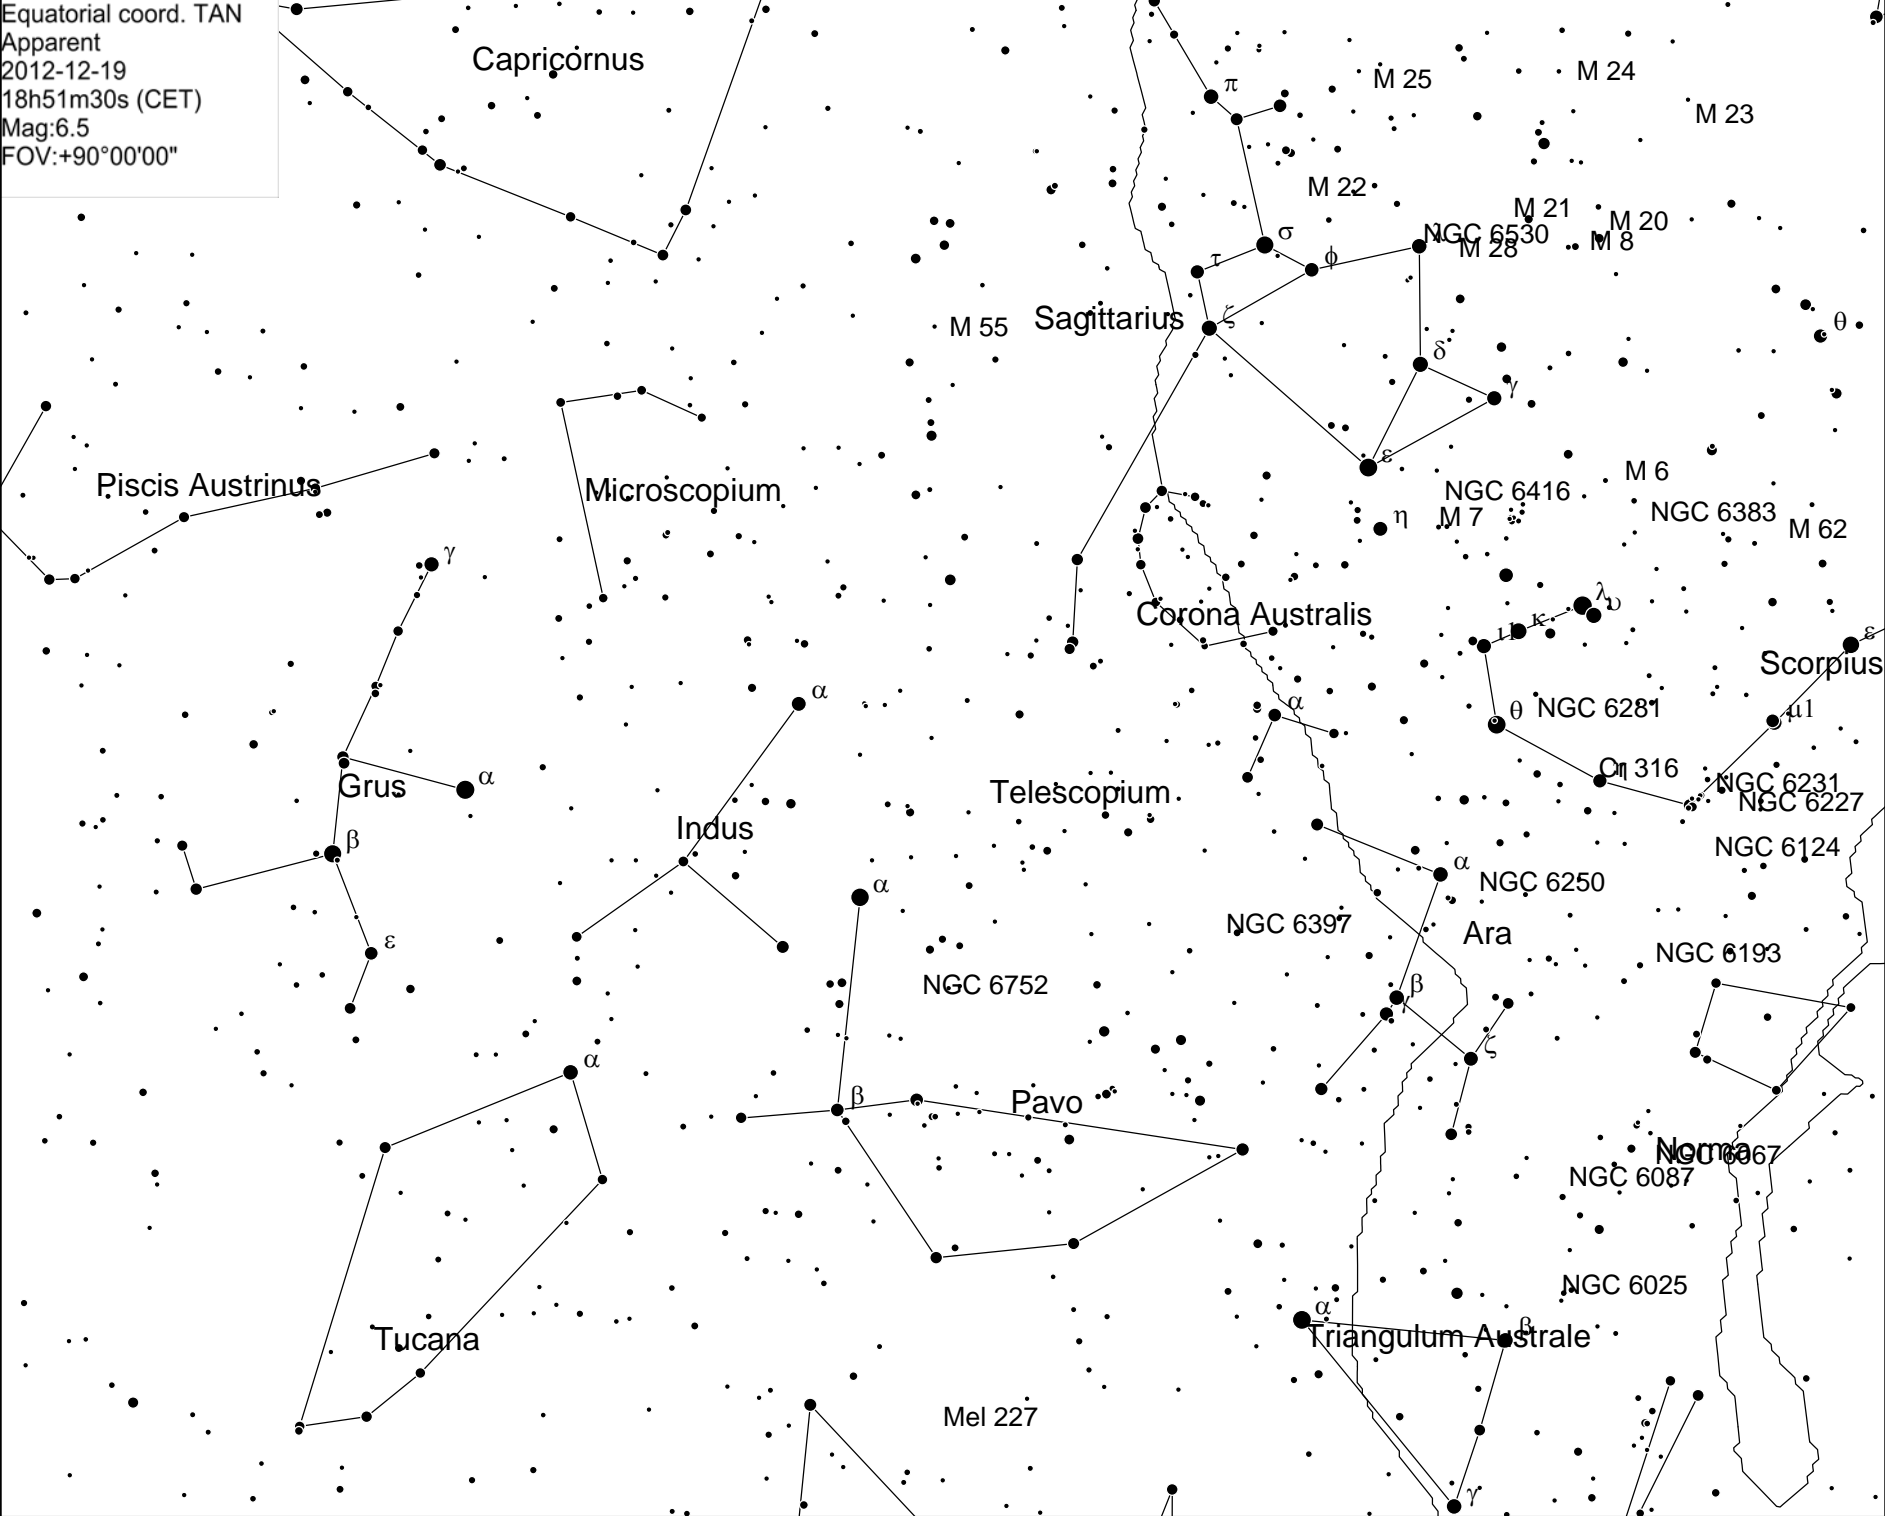 Equatorial coord. TAN
Apparent
2012-12-19
18h51m30s (CET)
Mag:6.5
FOV:+90°00'00"
Capricornus
π
M 25
M 24
M 23
M 22
M 21
M 20
σ
NGC 6530
λ
M 28
M 8
τ
φ
Sagittarius
ζ
M 55
θ
δ
γ
ε
Piscis Austrinus
Microscopium
NGC 6416
M 6
η
M 7
NGC 6383
M 62
γ
λ
υ
Corona Australis
ι1
κ
ε
Scorpius
α
α
θ
NGC 6281
μ1
α
Grus
Telescopium
Cr 316
η
NGC 6231
NGC 6227
Indus
β
NGC 6124
α
α
NGC 6250
NGC 6397
Ara
ε
NGC 6193
NGC 6752
β
γ
ζ
α
β
Pavo
Norma
NGC 6067
NGC 6087
NGC 6025
α
Triangulum Australe
β
Tucana
Mel 227
γ